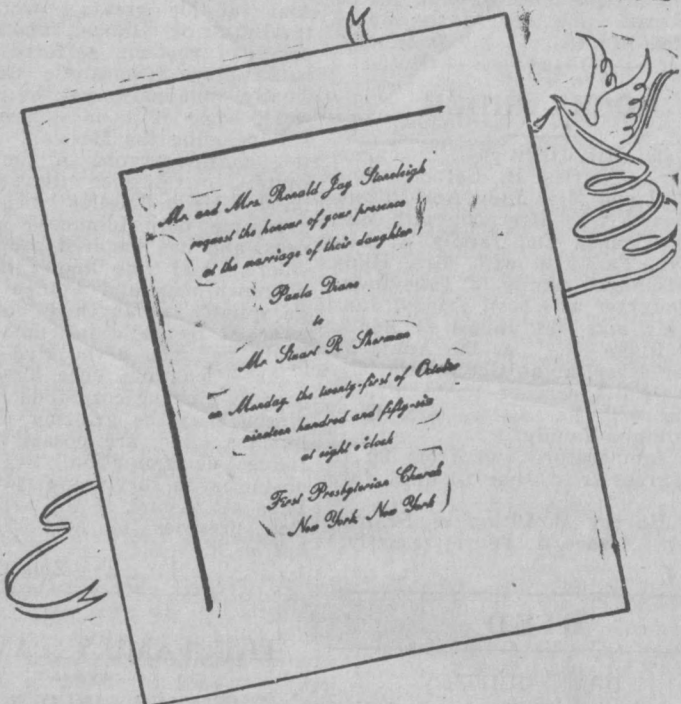 Mr. and Mrs. Ronald Jay Stoneleigh
request the honour of your presence
at the marriage of their daughter
Paula Diane
to
Mr. Stuart R. Sherman
on Monday, the twenty-first of October
nineteen hundred and fifty-six
at eight o'clock
First Presbyterian Church
New York, New York